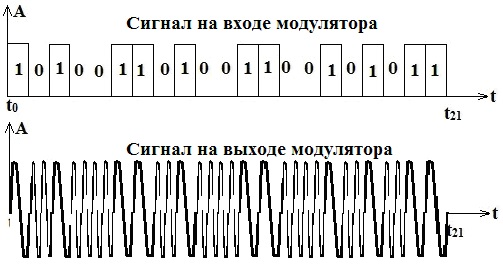 A
Сигнал на входе модулятора
1 0 1 0 0 1 1 0 1 0 0 1 1 0 0 1 0 1 0 1 1
t
t0 t21
A
Сигнал на выходе модулятора
t
t21